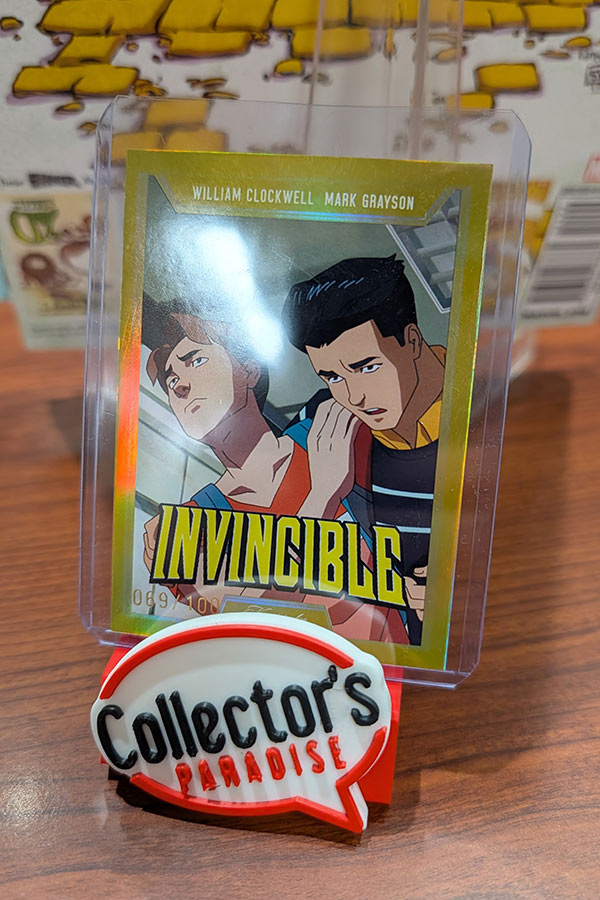 WILLIAM CLOCKWELL MARK GRAYSON
INVINCIBLE
069/100
Collector's
PARADISE